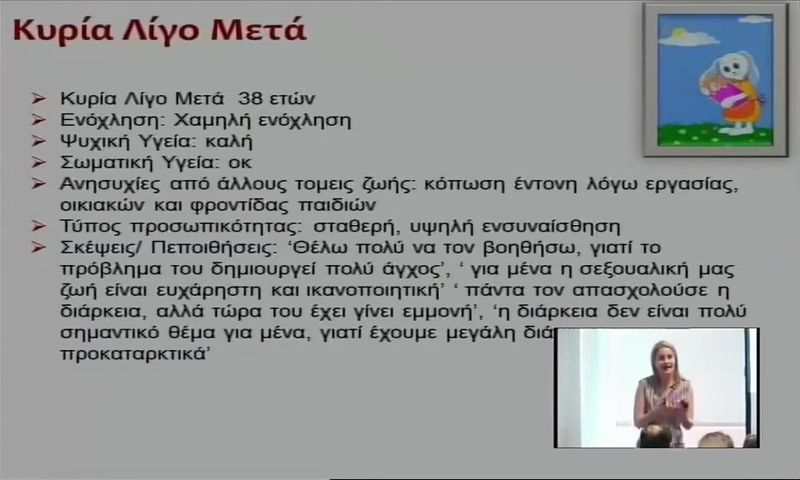 Κυρία Λίγο Μετά
Κυρία Λίγο Μετά 38 ετών
Ενόχληση: Χαμηλή ενόχληση
Ψυχική Υγεία: καλή
Σωματική Υγεία: οκ
Ανησυχίες από άλλους τομεις ζωής: κόπωση έντονη λόγω εργασίας,
οικιακών και φροντίδας παιδιών
Τύπος προσωπικότητας: σταθερή, υψηλή ενσυναίσθηση
Σκέψεις/ Πεποιθήσεις: ‘Θέλω πολύ να τον βοηθήσω, γιατί το
πρόβλημα του δημιουργεί πολύ άγχος’, ‘ για μένα η σεξουαλική μας
ζωή είναι ευχάρηστη και ικανοποιητική’ ‘ πάντα τον απασχολούσε η
διάρκεια, αλλά τώρα του έχει γίνει εμμονή’, ‘η διάρκεια δεν είναι πολύ
σημαντικό θέμα για μένα, γιατί έχουμε μεγάλη
προκαταρκτικά’